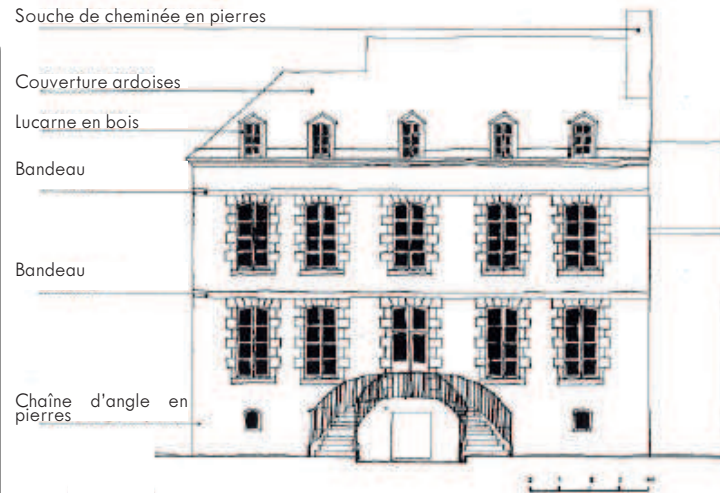 Souche de cheminée en pierres
Couverture ardoises
Lucarne en bois
Bandeau
Bandeau
Chaîne d'angle en
pierres